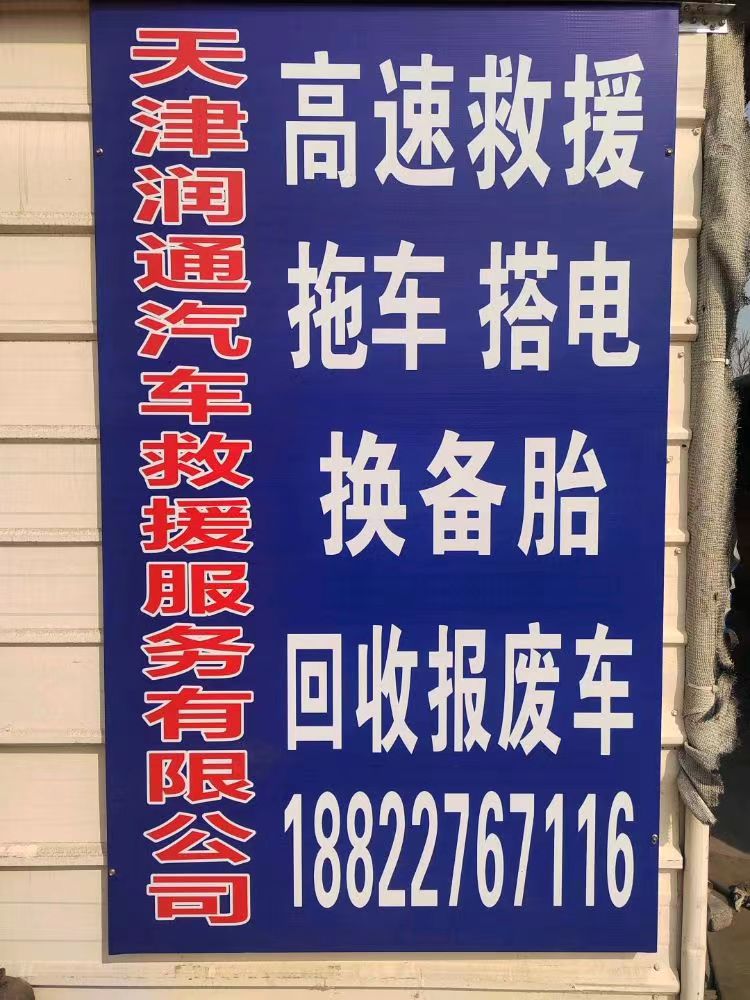 天津润通汽车救援服务有限公司
高速救援
拖车 搭电
换备胎
回收报废车
18822767116